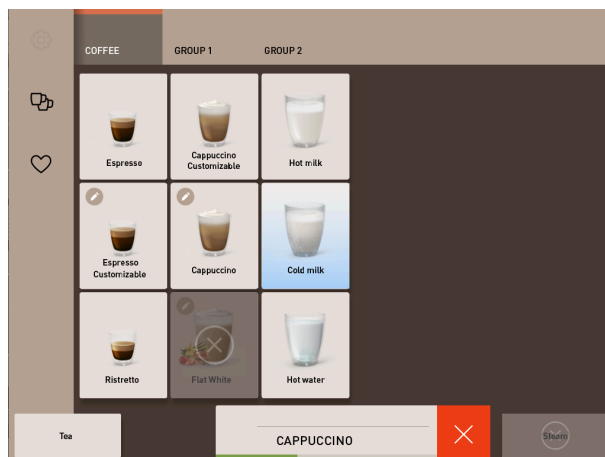 COFFEE
GROUP 1
GROUP 2
Espresso
Cappuccino
Customizable
Hot milk
Espresso
Customizable
Cappuccino
Cold milk
Ristretto
Flat White
Hot water
Tea
CAPPUCCINO
Steam